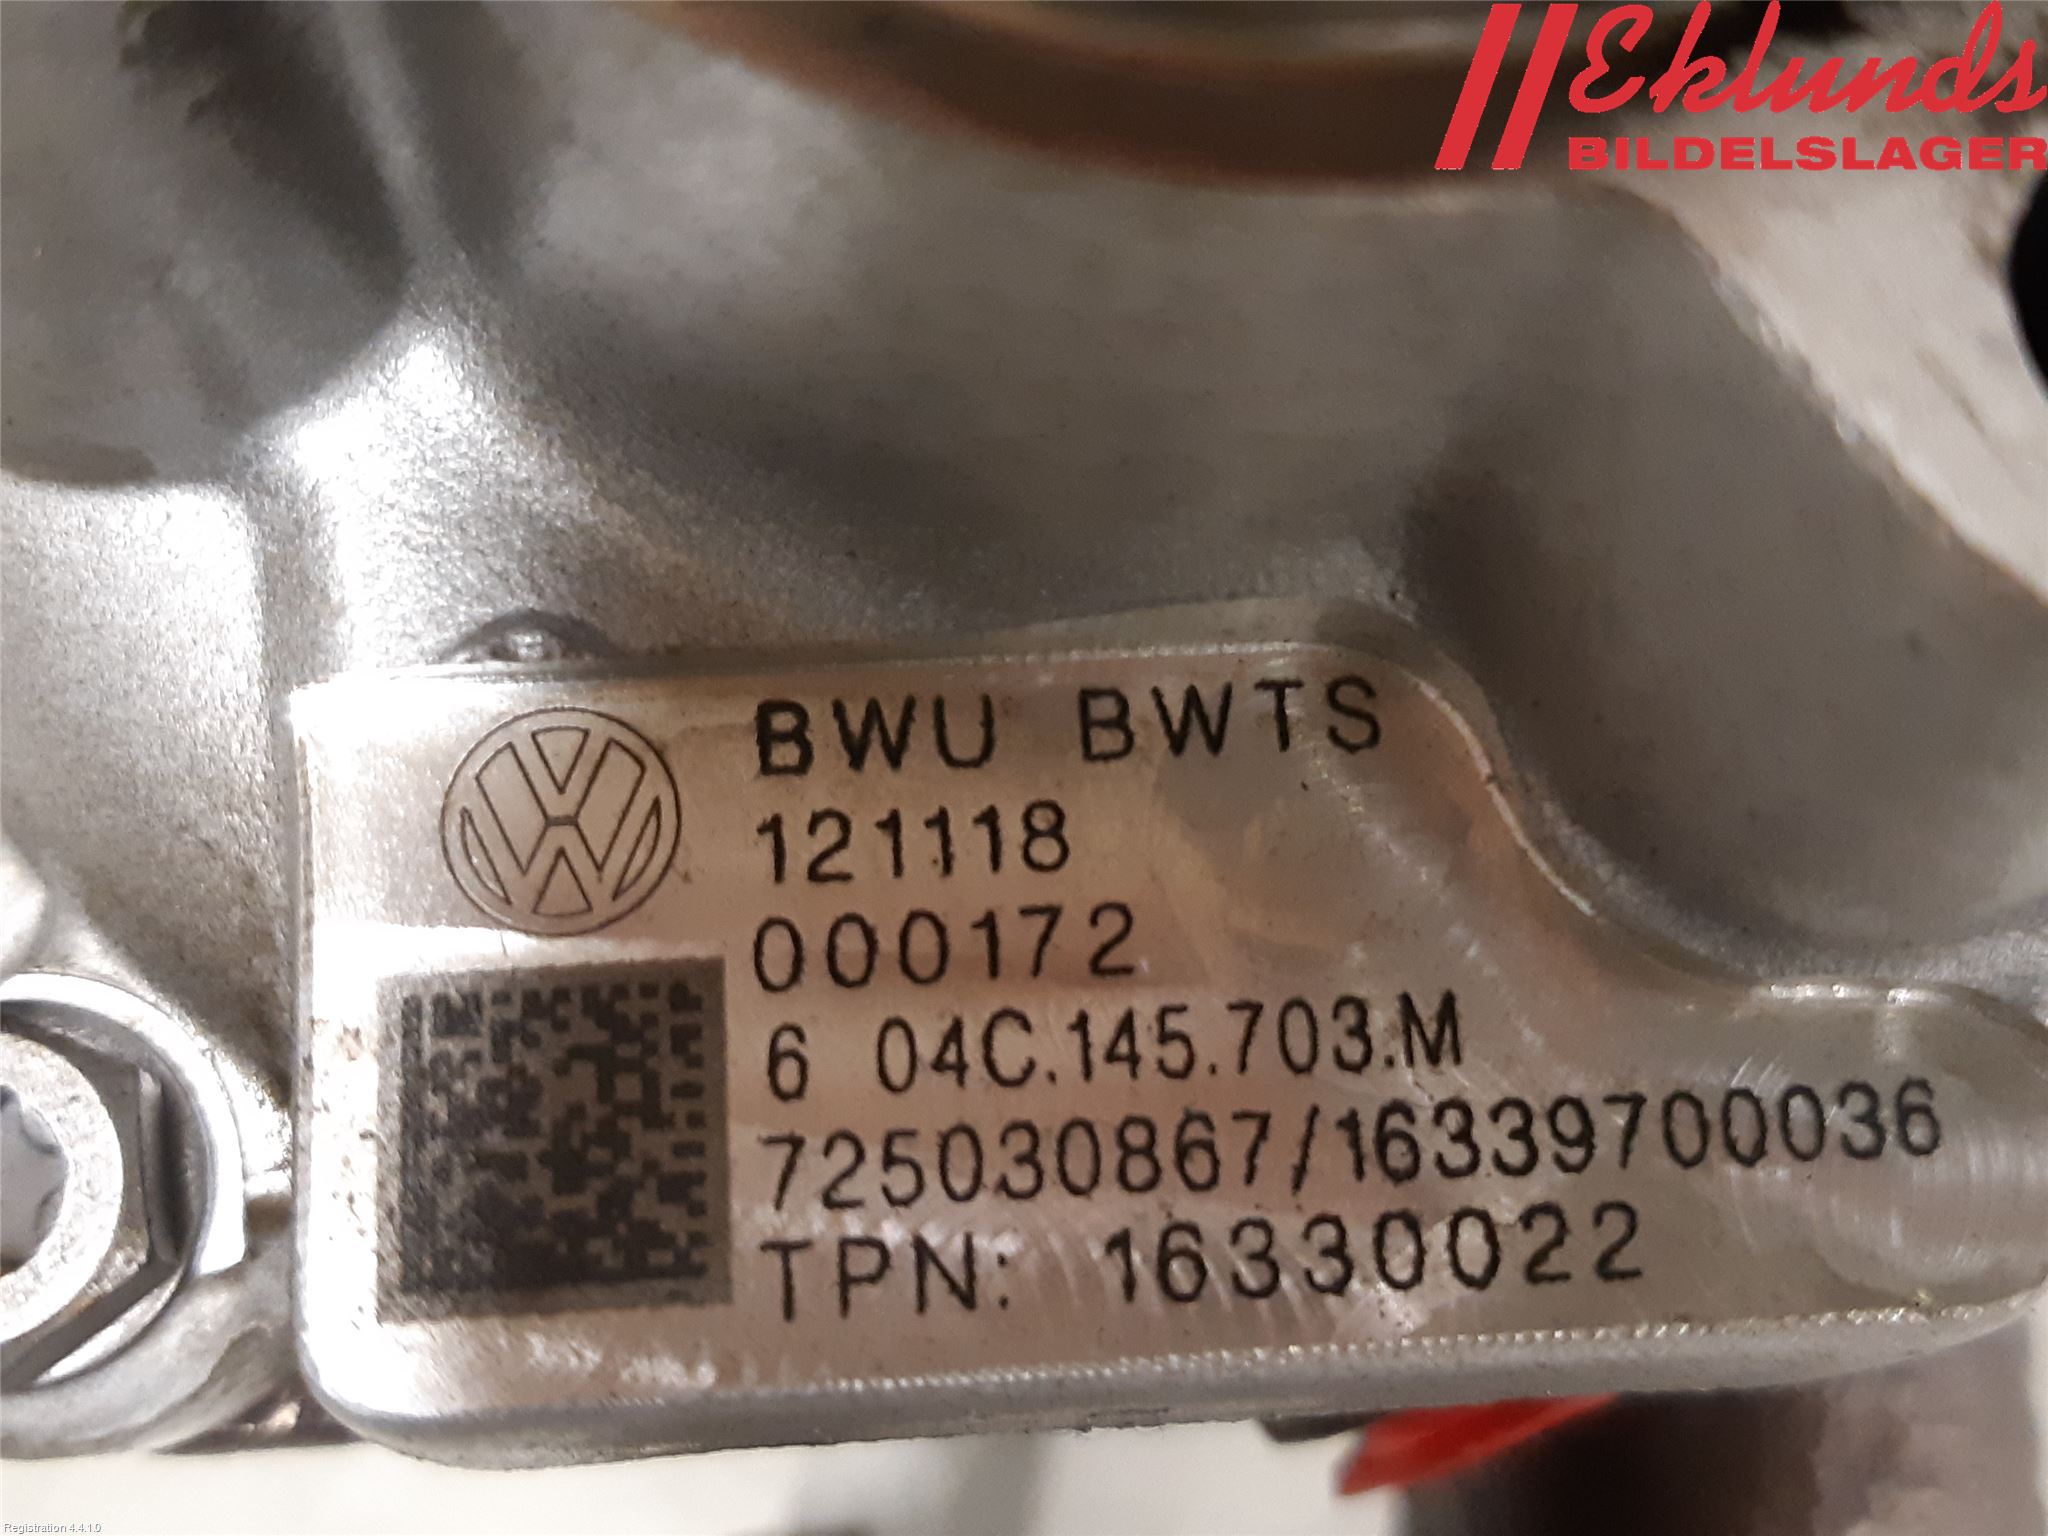 Eklunds
BILDELSLAGER
BWU BWTS
121118
000172
6 04C.145.703.M
725030867/16339700036
TPN: 16330022
Registration 4.4.1.0